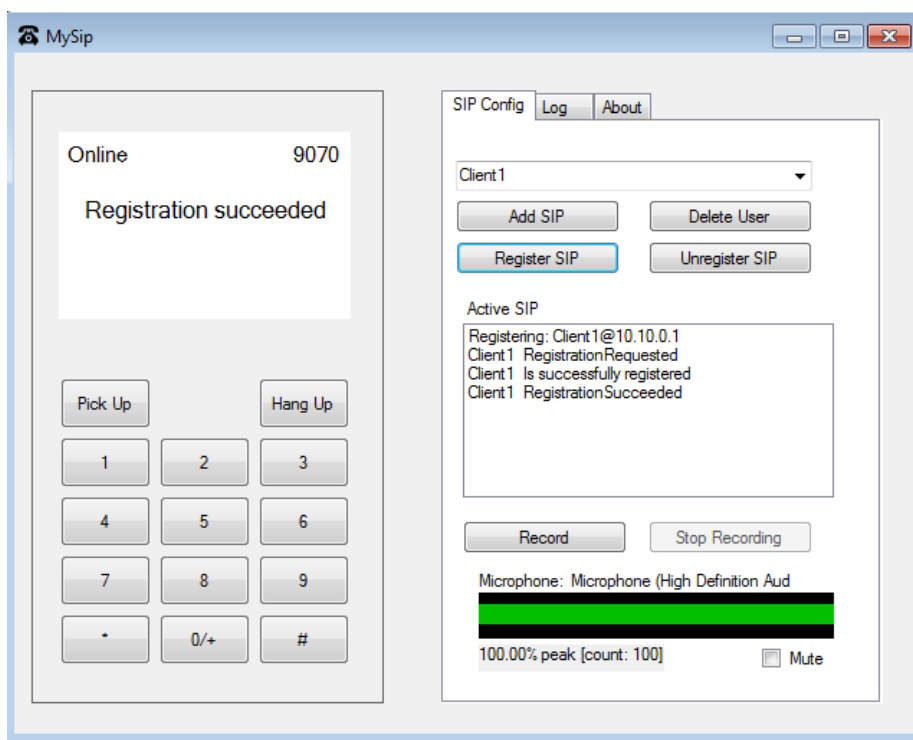 MySip
Online 9070
Registration succeeded
Pick Up Hang Up
1 2 3
4 5 6
7 8 9
* 0/+ #
SIP Config Log About
Client1
Add SIP Delete User
Register SIP Unregister SIP
Active SIP
Registering: Client1@10.10.0.1
Client1 RegistrationRequested
Client1 Is successfully registered
Client1 RegistrationSucceeded
Record Stop Recording
Microphone: Microphone (High Definition Aud
100.00% peak [count: 100] Mute